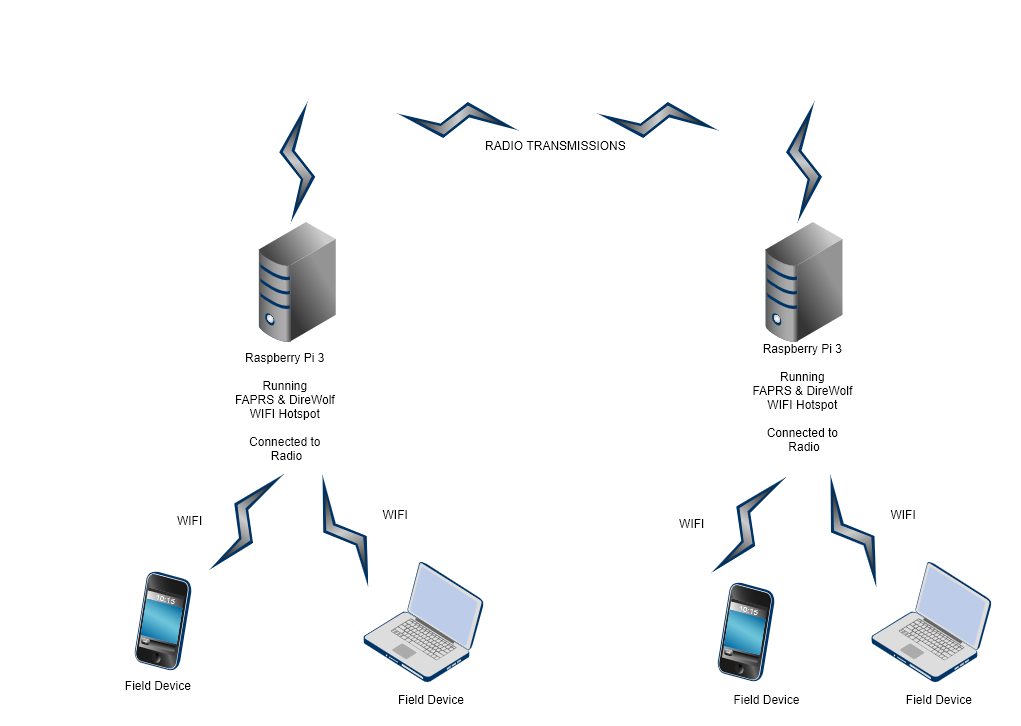 RADIO TRANSMISSIONS
Raspberry Pi 3
Running
FAPRS & DireWolf
WIFI Hotspot
Connected to
Radio
Raspberry Pi 3
Running
FAPRS & DireWolf
WIFI Hotspot
Connected to
Radio
WIFI
WIFI
WIFI
WIFI
10:15
Field Device
Field Device
10:15
Field Device
Field Device